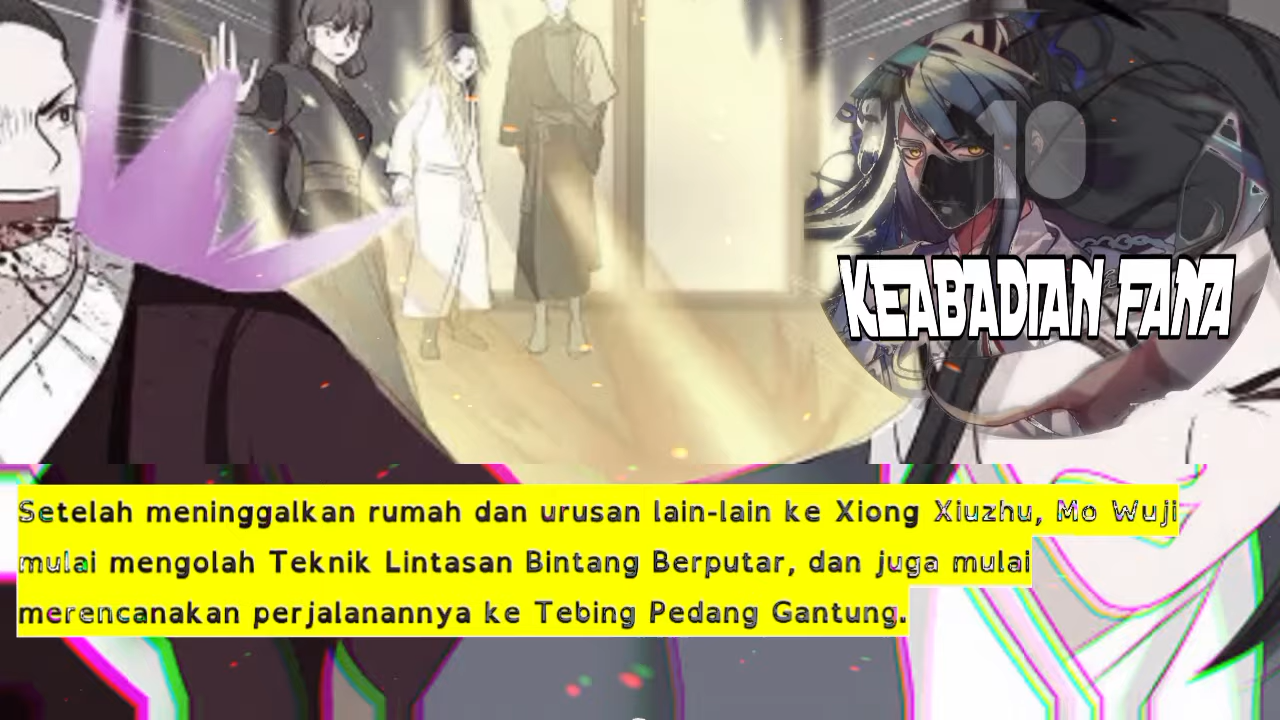 10
KEABADIAN FANA
Setelah meninggalkan rumah dan urusan lain-lain ke Xiong Xiuzhu, Mo Wuji
mulai mengolah Teknik Lintasan Bintang Berputar, dan juga mulai
merencanakan perjalanannya ke Tebing Pedang Gantung.